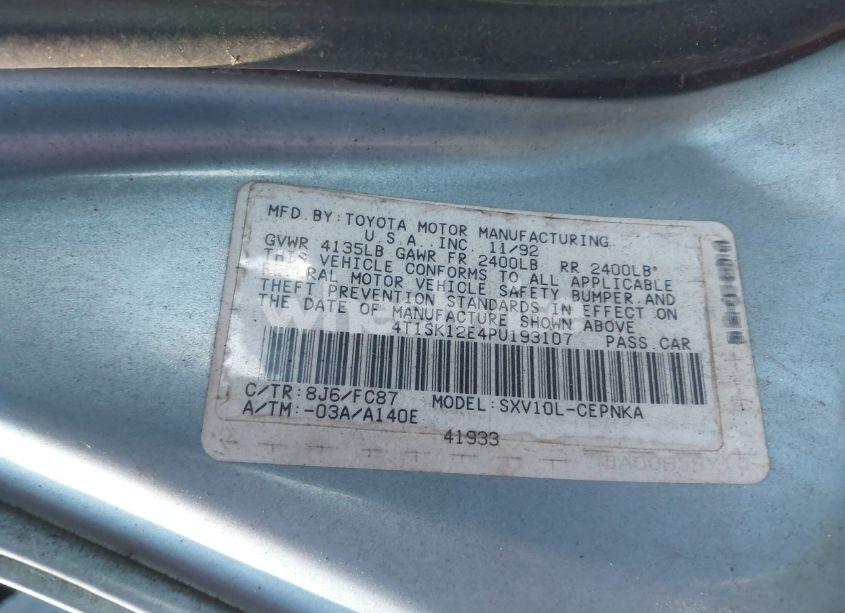 MFD. BY: TOYOTA MOTOR MANUFACTURING
U.S.A. INC. 11/92
GVWR 4135LB GAWR FR 2400LB RR 2400LB
THIS VEHICLE CONFORMS TO ALL APPLICABLE
FEDERAL MOTOR VEHICLE SAFETY BUMPER AND
THEFT PREVENTION STANDARDS IN EFFECT ON
THE DATE OF MANUFACTURE SHOWN ABOVE
4T1SK12E4PU193107 PASS.CAR
C/TR: 8J6/FC87 MODEL: SXV10L-CEPNKA
A/TM: -03A/A140E
41933